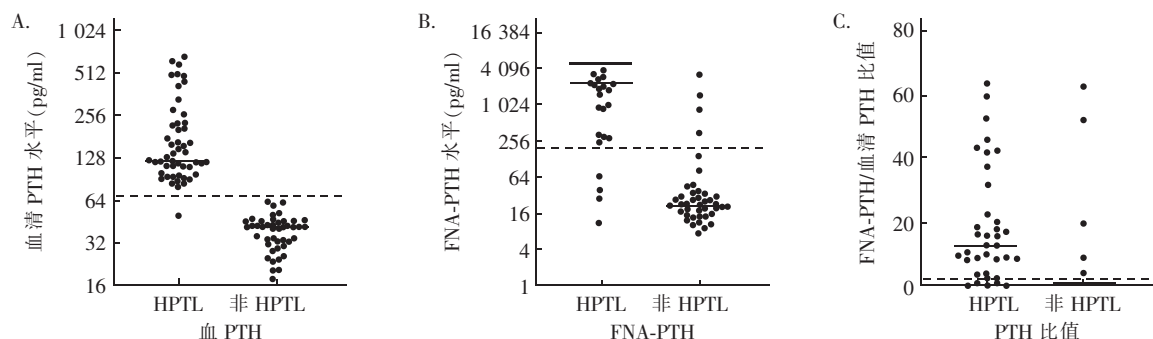 A.
血清 PTH 水平 (pg/ml)
1 024
512
256
128
64
32
16
HPTL
非 HPTL
血 PTH
B.
FNA-PTH 水平 (pg/ml)
16 384
4 096
1 024
256
64
16
4
1
HPTL
非 HPTL
FNA-PTH
C.
FNA-PTH/血清 PTH 比值
80
60
40
20
0
HPTL
非 HPTL
PTH 比值